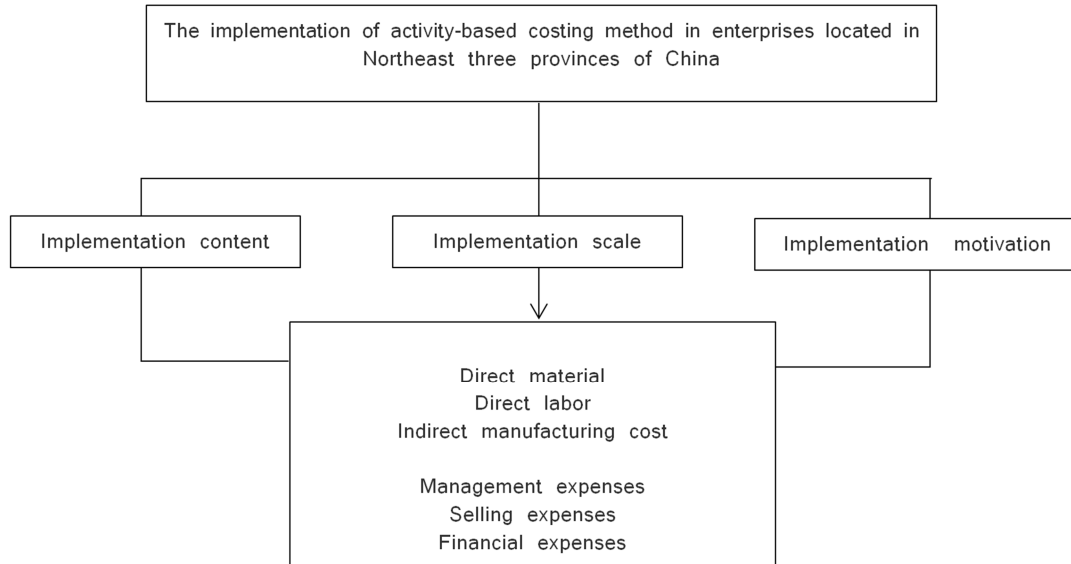 The implementation of activity-based costing method in enterprises located in
Northeast three provinces of China
Implementation content
Implementation scale
Implementation motivation
Direct material
Direct labor
Indirect manufacturing cost
Management expenses
Selling expenses
Financial expenses